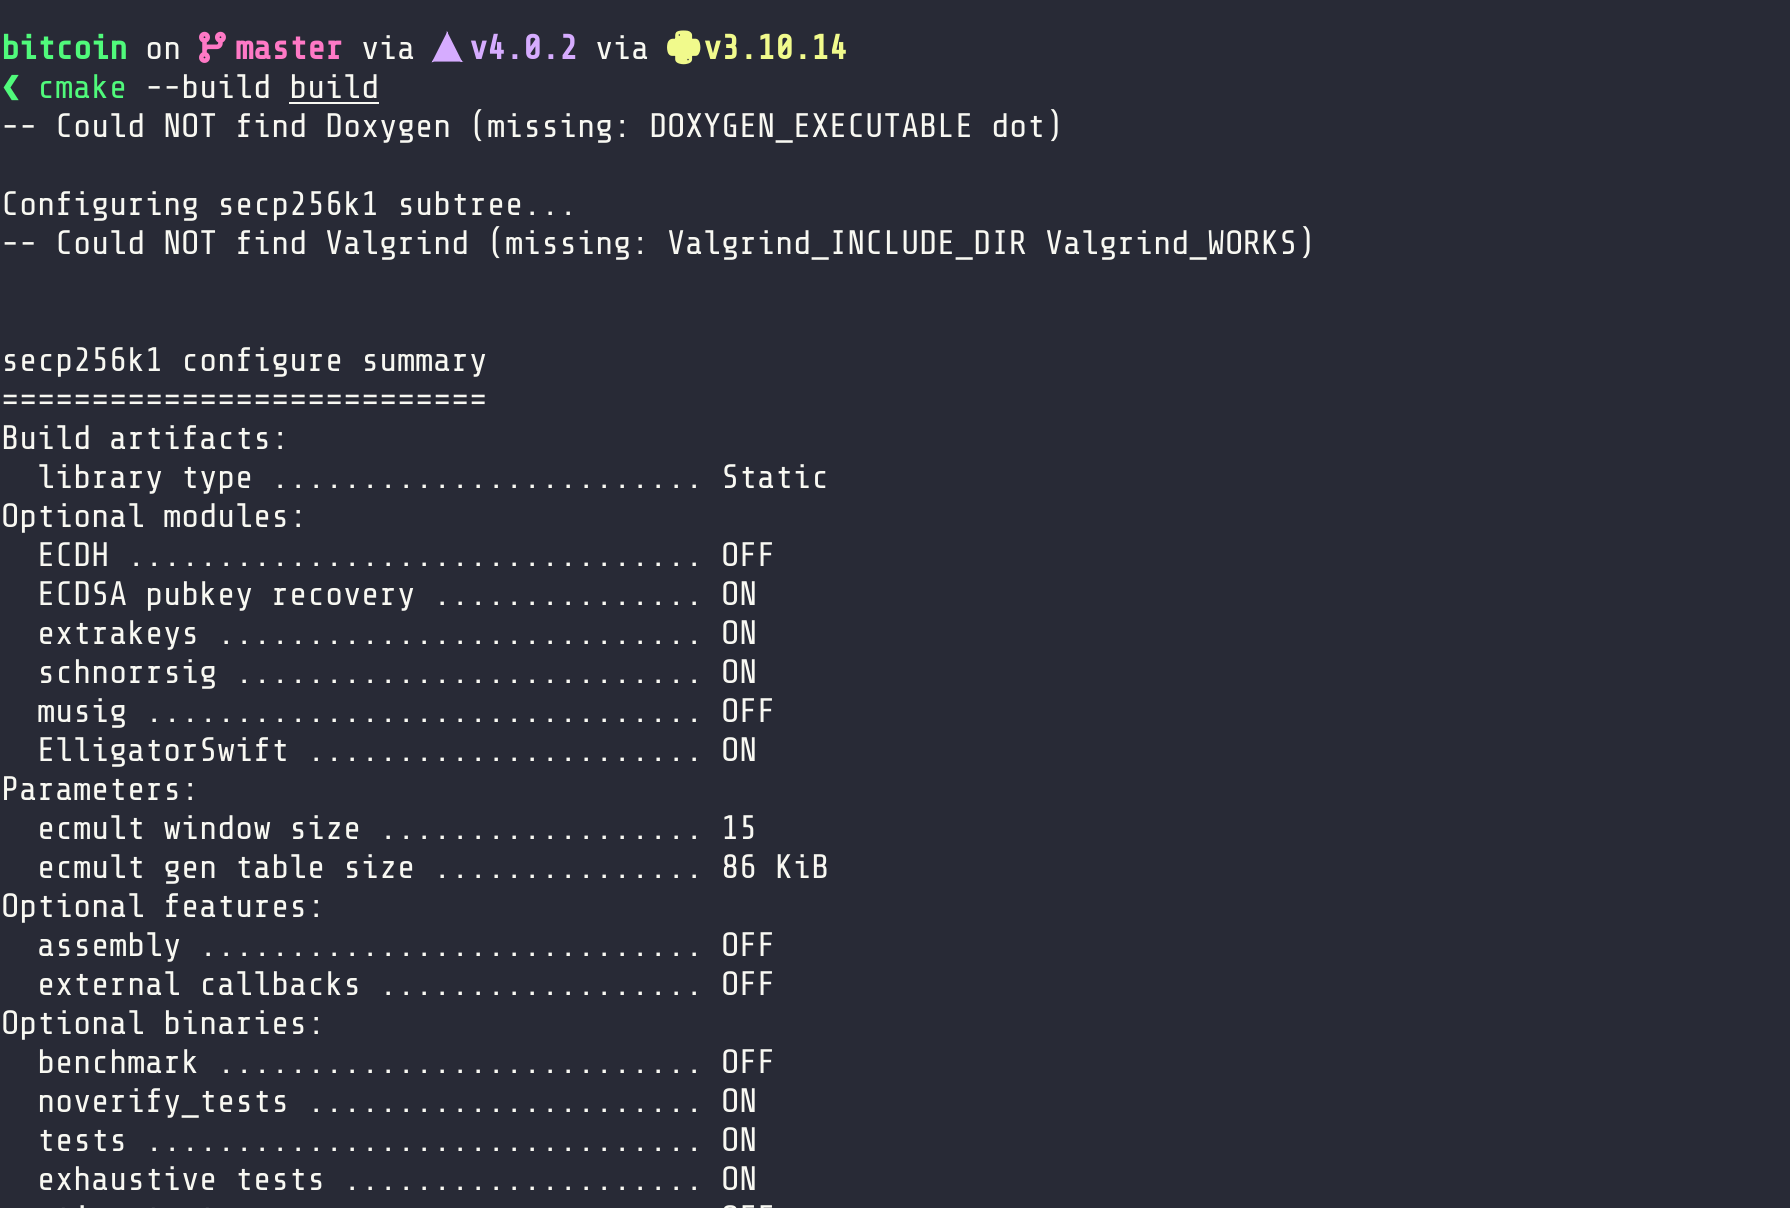 bitcoin on master via v4.0.2 via v3.10.14
❮ cmake --build build
-- Could NOT find Doxygen (missing: DOXYGEN_EXECUTABLE dot)
Configuring secp256k1 subtree...
-- Could NOT find Valgrind (missing: Valgrind_INCLUDE_DIR Valgrind_WORKS)
secp256k1 configure summary
===========================
Build artifacts:
  library type ........................ Static
Optional modules:
  ECDH ................................ OFF
  ECDSA pubkey recovery ............... ON
  extrakeys ........................... ON
  schnorrsig .......................... ON
  musig ............................... OFF
  ElligatorSwift ...................... ON
Parameters:
  ecmult window size .................. 15
  ecmult gen table size ............... 86 KiB
Optional features:
  assembly ............................ OFF
  external callbacks .................. OFF
Optional binaries:
  benchmark ........................... OFF
  noverify_tests ...................... ON
  tests ............................... ON
  exhaustive tests .................... ON